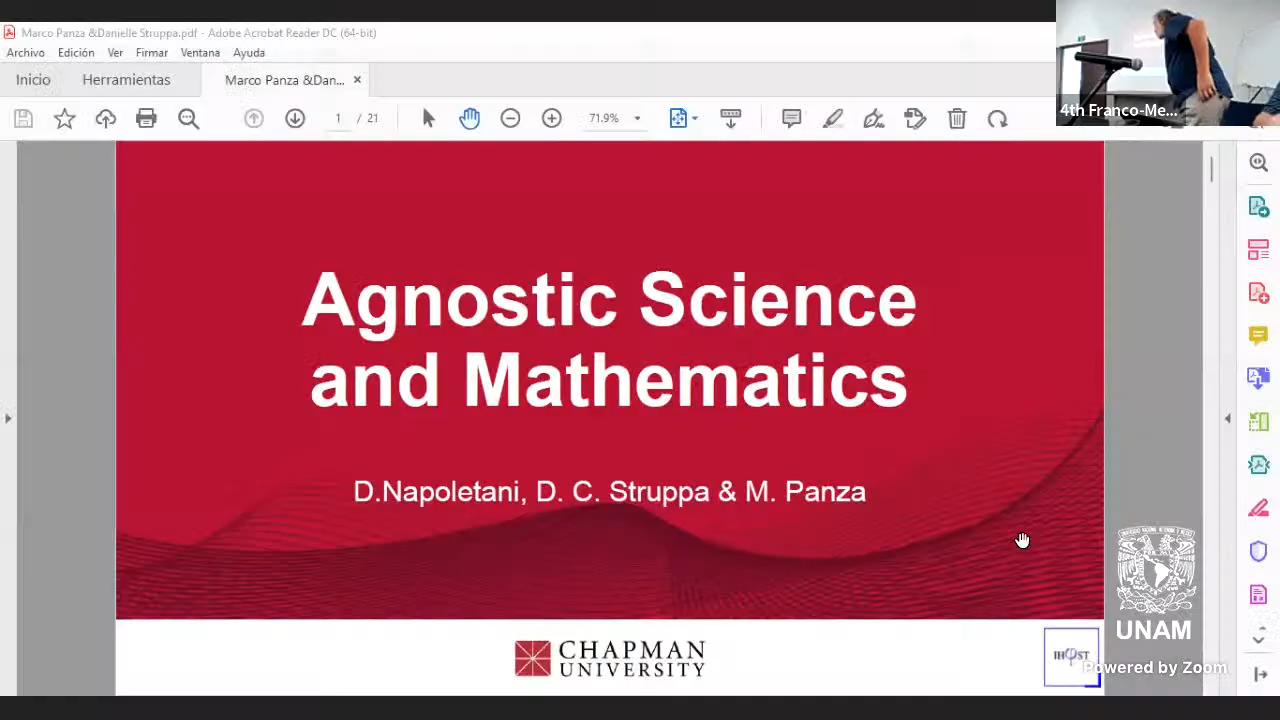 Marco Panza &Danielle Struppa.pdf - Adobe Acrobat Reader DC (64-bit)
Archivo Edición Ver Firmar Ventana Ayuda
Inicio Herramientas Marco Panza &Dan... ×
1 / 21 71.9%
4th Franco-Me...
Agnostic Science
and Mathematics
D.Napoletani, D. C. Struppa & M. Panza
CHAPMAN
UNIVERSITY
IHPST
UNAM
Powered by Zoom